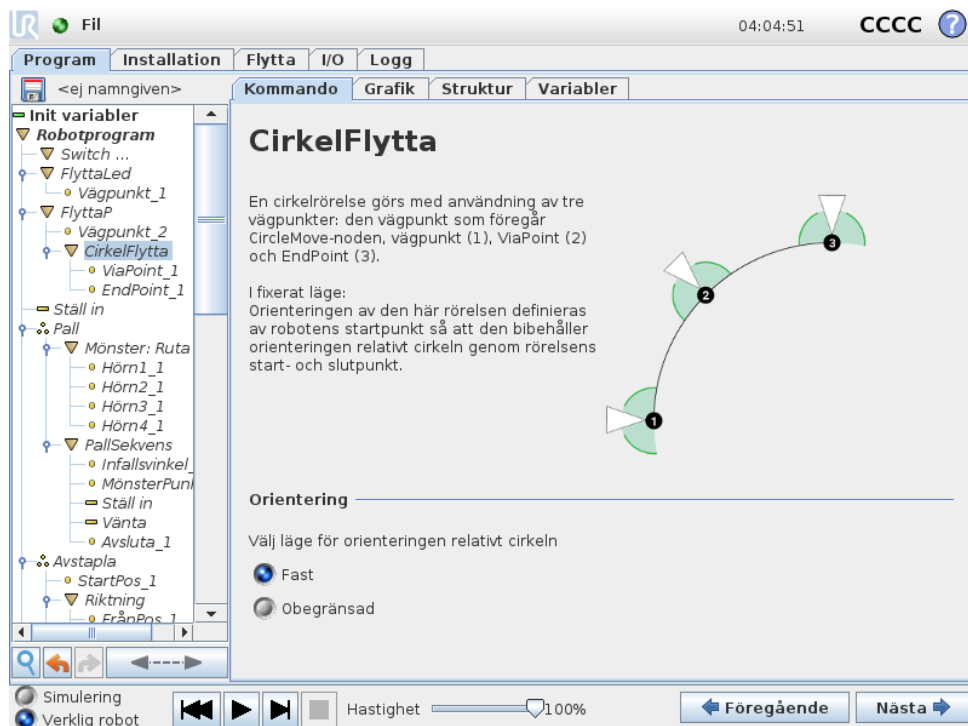 UR Fil 04:04:51 CCCC ?
Program Installation Flytta I/O Logg
<ej namngiven>
Kommando Grafik Struktur Variabler
Init variabler
Robotprogram
Switch ...
FlyttaLed
Vägpunkt_1
FlyttaP
Vägpunkt_2
CirkelFlytta
ViaPoint_1
EndPoint_1
Ställ in
Pall
Mönster: Ruta
Hörn1_1
Hörn2_1
Hörn3_1
Hörn4_1
PallSekvens
Infallsvinkel_
MönsterPunk
Ställ in
Vänta
Avsluta_1
Avstapla
StartPos_1
Riktning
FrånPos_1
CirkelFlytta
En cirkelrörelse görs med användning av tre
vägpunkter: den vägpunkt som föregår
CircleMove-noden, vägpunkt (1), ViaPoint (2)
och EndPoint (3).
I fixerat läge:
Orienteringen av den här rörelsen definieras
av robotens startpunkt så att den bibehåller
orienteringen relativt cirkeln genom rörelsens
start- och slutpunkt.
3
2
1
Orientering
Välj läge för orienteringen relativt cirkeln
Fast
Obegränsad
Simulering
Verklig robot
Hastighet 100%
Föregående Nästa